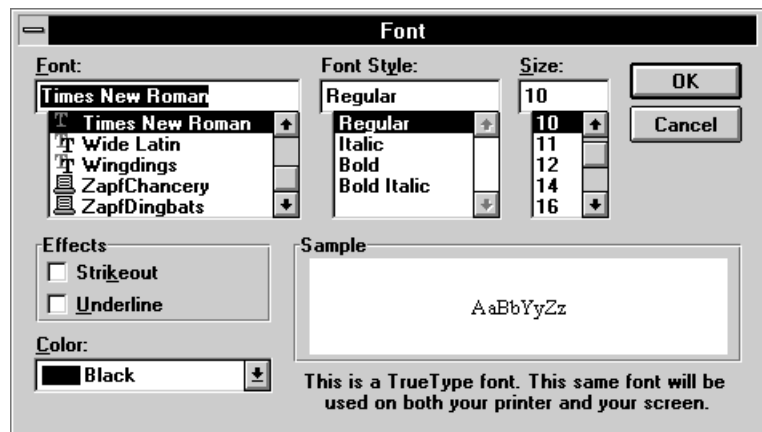 Font
Font:
Times New Roman
Times New Roman
Wide Latin
Wingdings
ZapfChancery
ZapfDingbats
Font Style:
Regular
Regular
Italic
Bold
Bold Italic
Size:
10
10
11
12
14
16
OK
Cancel
Effects
Strikeout
Underline
Color:
Black
Sample
AaBbYyZz
This is a TrueType font. This same font will be
used on both your printer and your screen.